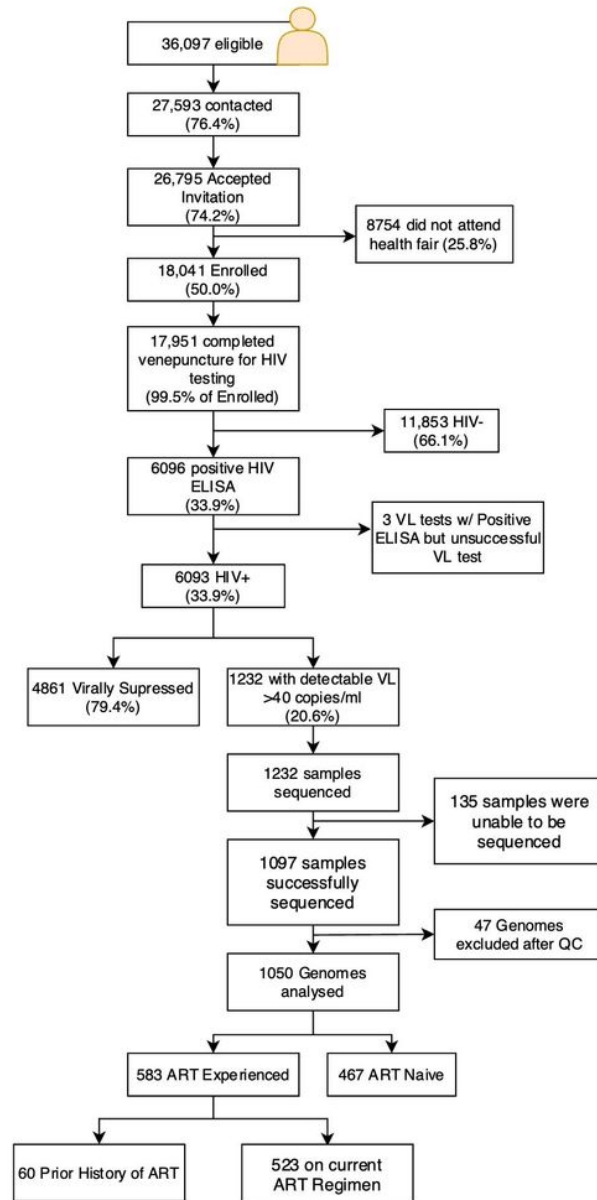 36,097 eligible
27,593 contacted
(76.4%)
26,795 Accepted
Invitation
(74.2%)
8754 did not attend
health fair (25.8%)
18,041 Enrolled
(50.0%)
17,951 completed
venepuncture for HIV
testing
(99.5% of Enrolled)
11,853 HIV-
(66.1%)
6096 positive HIV
ELISA
(33.9%)
3 VL tests w/ Positive
ELISA but unsuccessful
VL test
6093 HIV+
(33.9%)
4861 Virally Supressed
(79.4%)
1232 with detectable VL
>40 copies/ml
(20.6%)
1232 samples
sequenced
135 samples were
unable to be
sequenced
1097 samples
successfully
sequenced
47 Genomes
excluded after QC
1050 Genomes
analysed
583 ART Experienced
467 ART Naive
60 Prior History of ART
523 on current
ART Regimen